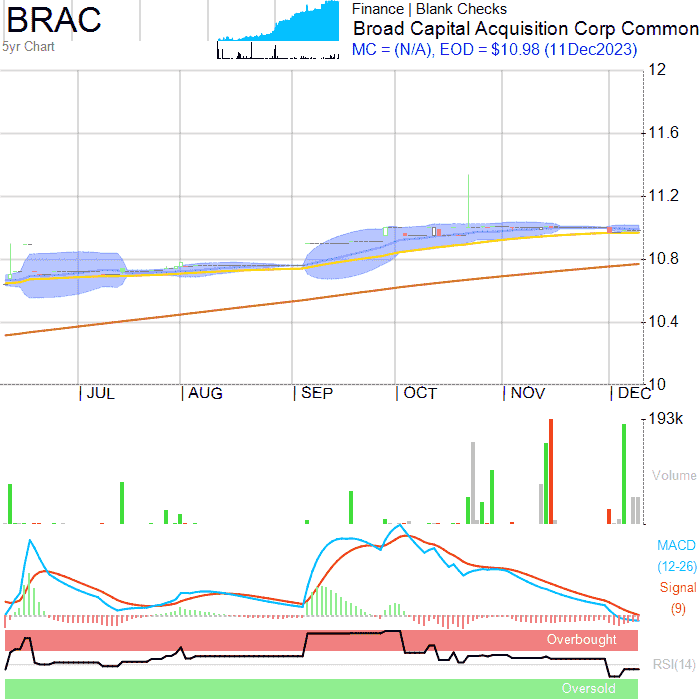 BRAC
5yr Chart
Finance | Blank Checks
Broad Capital Acquisition Corp Common
MC = (N/A), EOD = $10.98 (11Dec2023)
12
11.6
11.2
10.8
10.4
10
| JUL | AUG | SEP | OCT | NOV | DEC
193k
Volume
MACD
(12-26)
Signal
(9)
Overbought
RSI(14)
Oversold